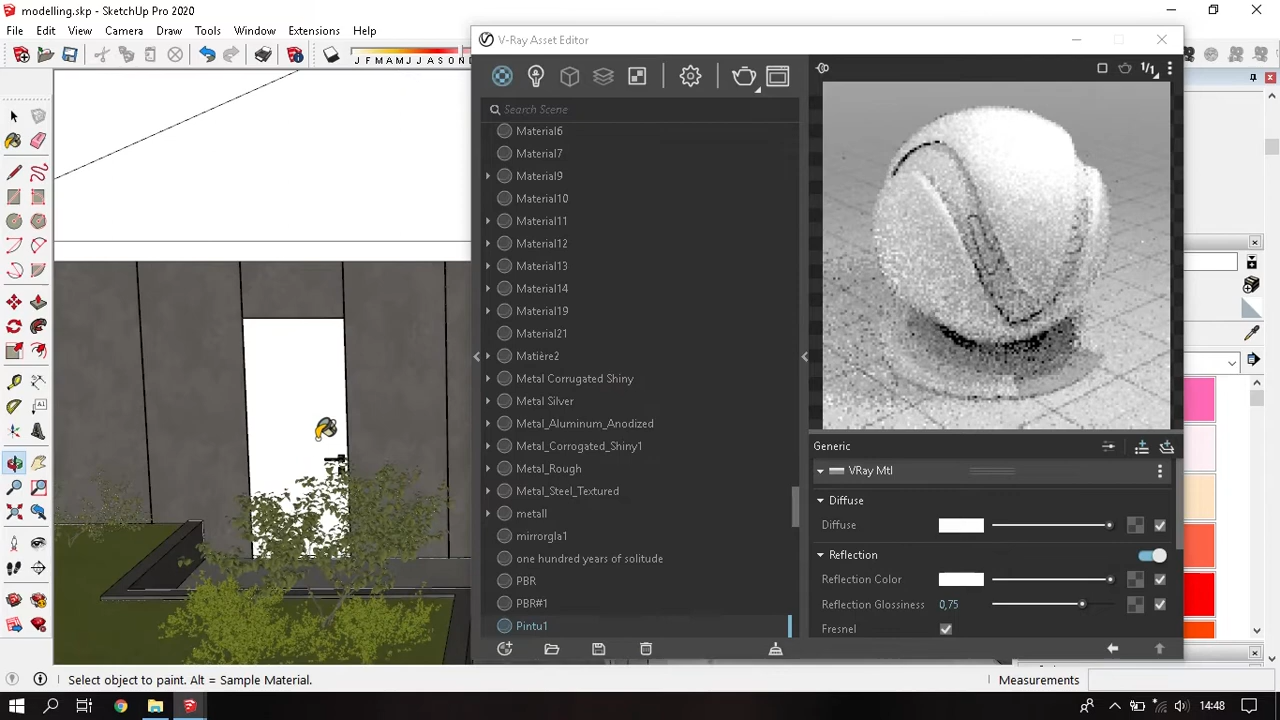 modelling.skp - SketchUp Pro 2020
File Edit View Camera Draw Tools Window Extensions Help
J F M A M J J A S O N D
V-Ray Asset Editor
1/1
Search Scene
Material6
Material7
Material9
Material10
Material11
Material12
Material13
Material14
Material19
Material21
Matière2
Metal Corrugated Shiny
Metal Silver
Metal_Aluminum_Anodized
Metal_Corrogated_Shiny1
Metal_Rough
Metal_Steel_Textured
metall
mirrorgla1
one hundred years of solitude
PBR
PBR#1
Pintu1
Generic
VRay Mtl
Diffuse
Diffuse
Reflection
Reflection Color
Reflection Glossiness 0,75
Fresnel
Select object to paint. Alt = Sample Material.
Measurements
14:48